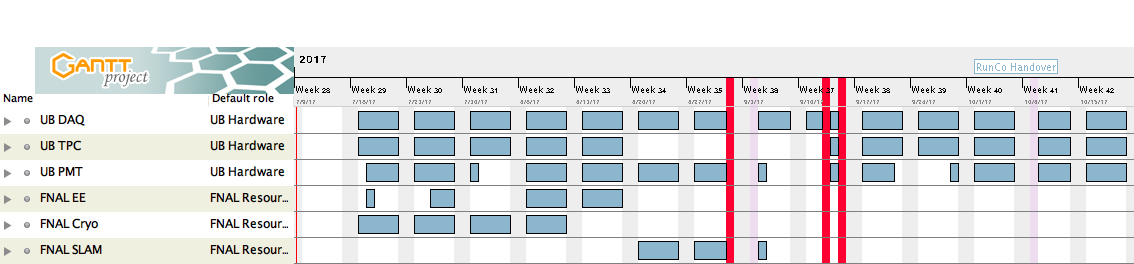 2017
GANTT
project
RunCo Handover
Name Default role
Week 28 Week 29 Week 30 Week 31 Week 32 Week 33 Week 34 Week 35 Week 36 Week 37 Week 38 Week 39 Week 40 Week 41 Week 42
7/9/17 7/16/17 7/23/17 7/30/17 8/6/17 8/13/17 8/20/17 8/27/17 9/3/17 9/10/17 9/17/17 9/24/17 10/1/17 10/8/17 10/15/17
UB DAQ UB Hardware
UB TPC UB Hardware
UB PMT UB Hardware
FNAL EE FNAL Resour...
FNAL Cryo FNAL Resour...
FNAL SLAM FNAL Resour...